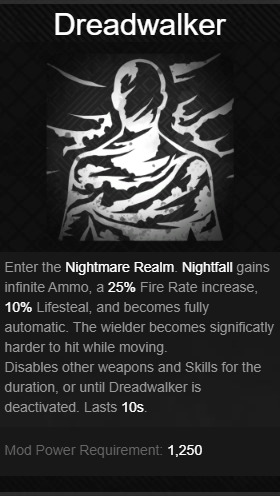 Dreadwalker
Enter the Nightmare Realm. Nightfall gains
infinite Ammo, a 25% Fire Rate increase,
10% Lifesteal, and becomes fully
automatic. The wielder becomes significatly
harder to hit while moving.
Disables other weapons and Skills for the
duration, or until Dreadwalker is
deactivated. Lasts 10s.
Mod Power Requirement: 1,250